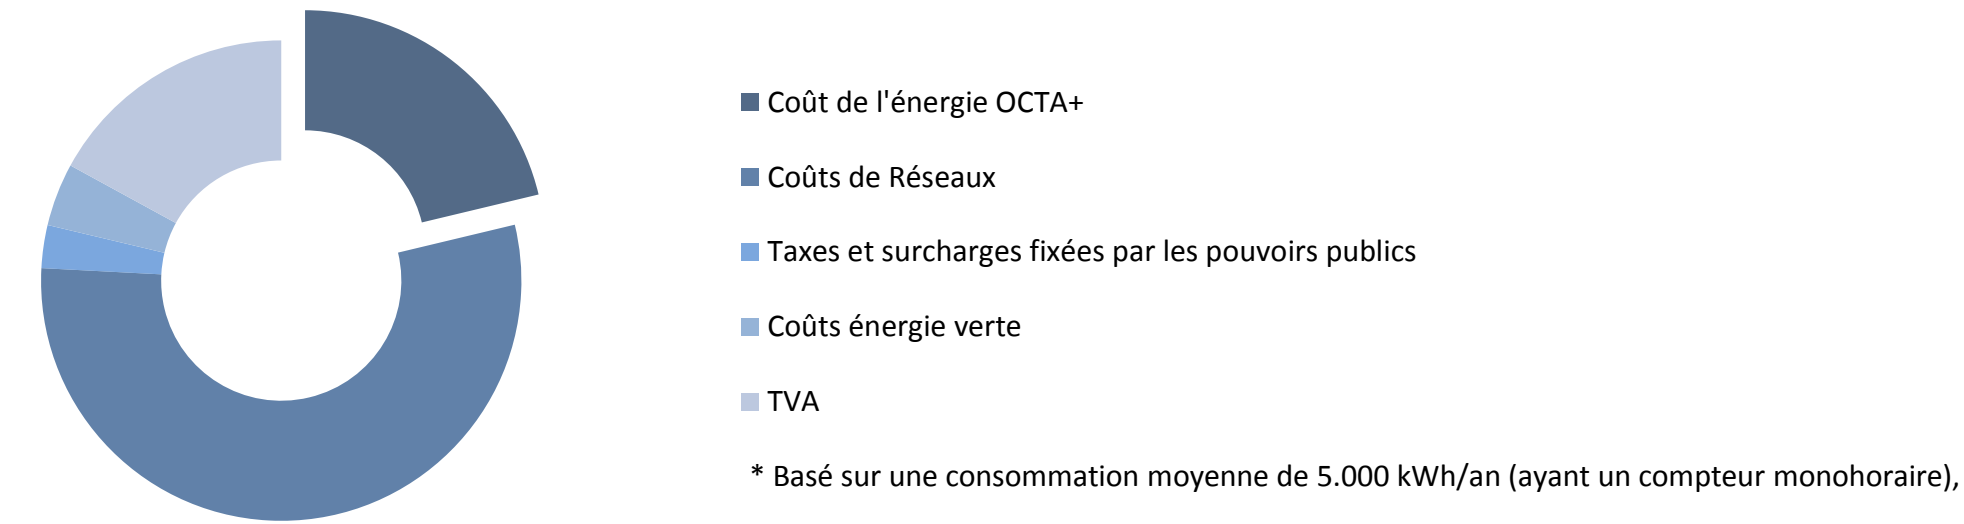 Coût de l'énergie OCTA+
Coûts de Réseaux
Taxes et surcharges fixées par les pouvoirs publics
Coûts énergie verte
TVA
* Basé sur une consommation moyenne de 5.000 kWh/an (ayant un compteur monohoraire),